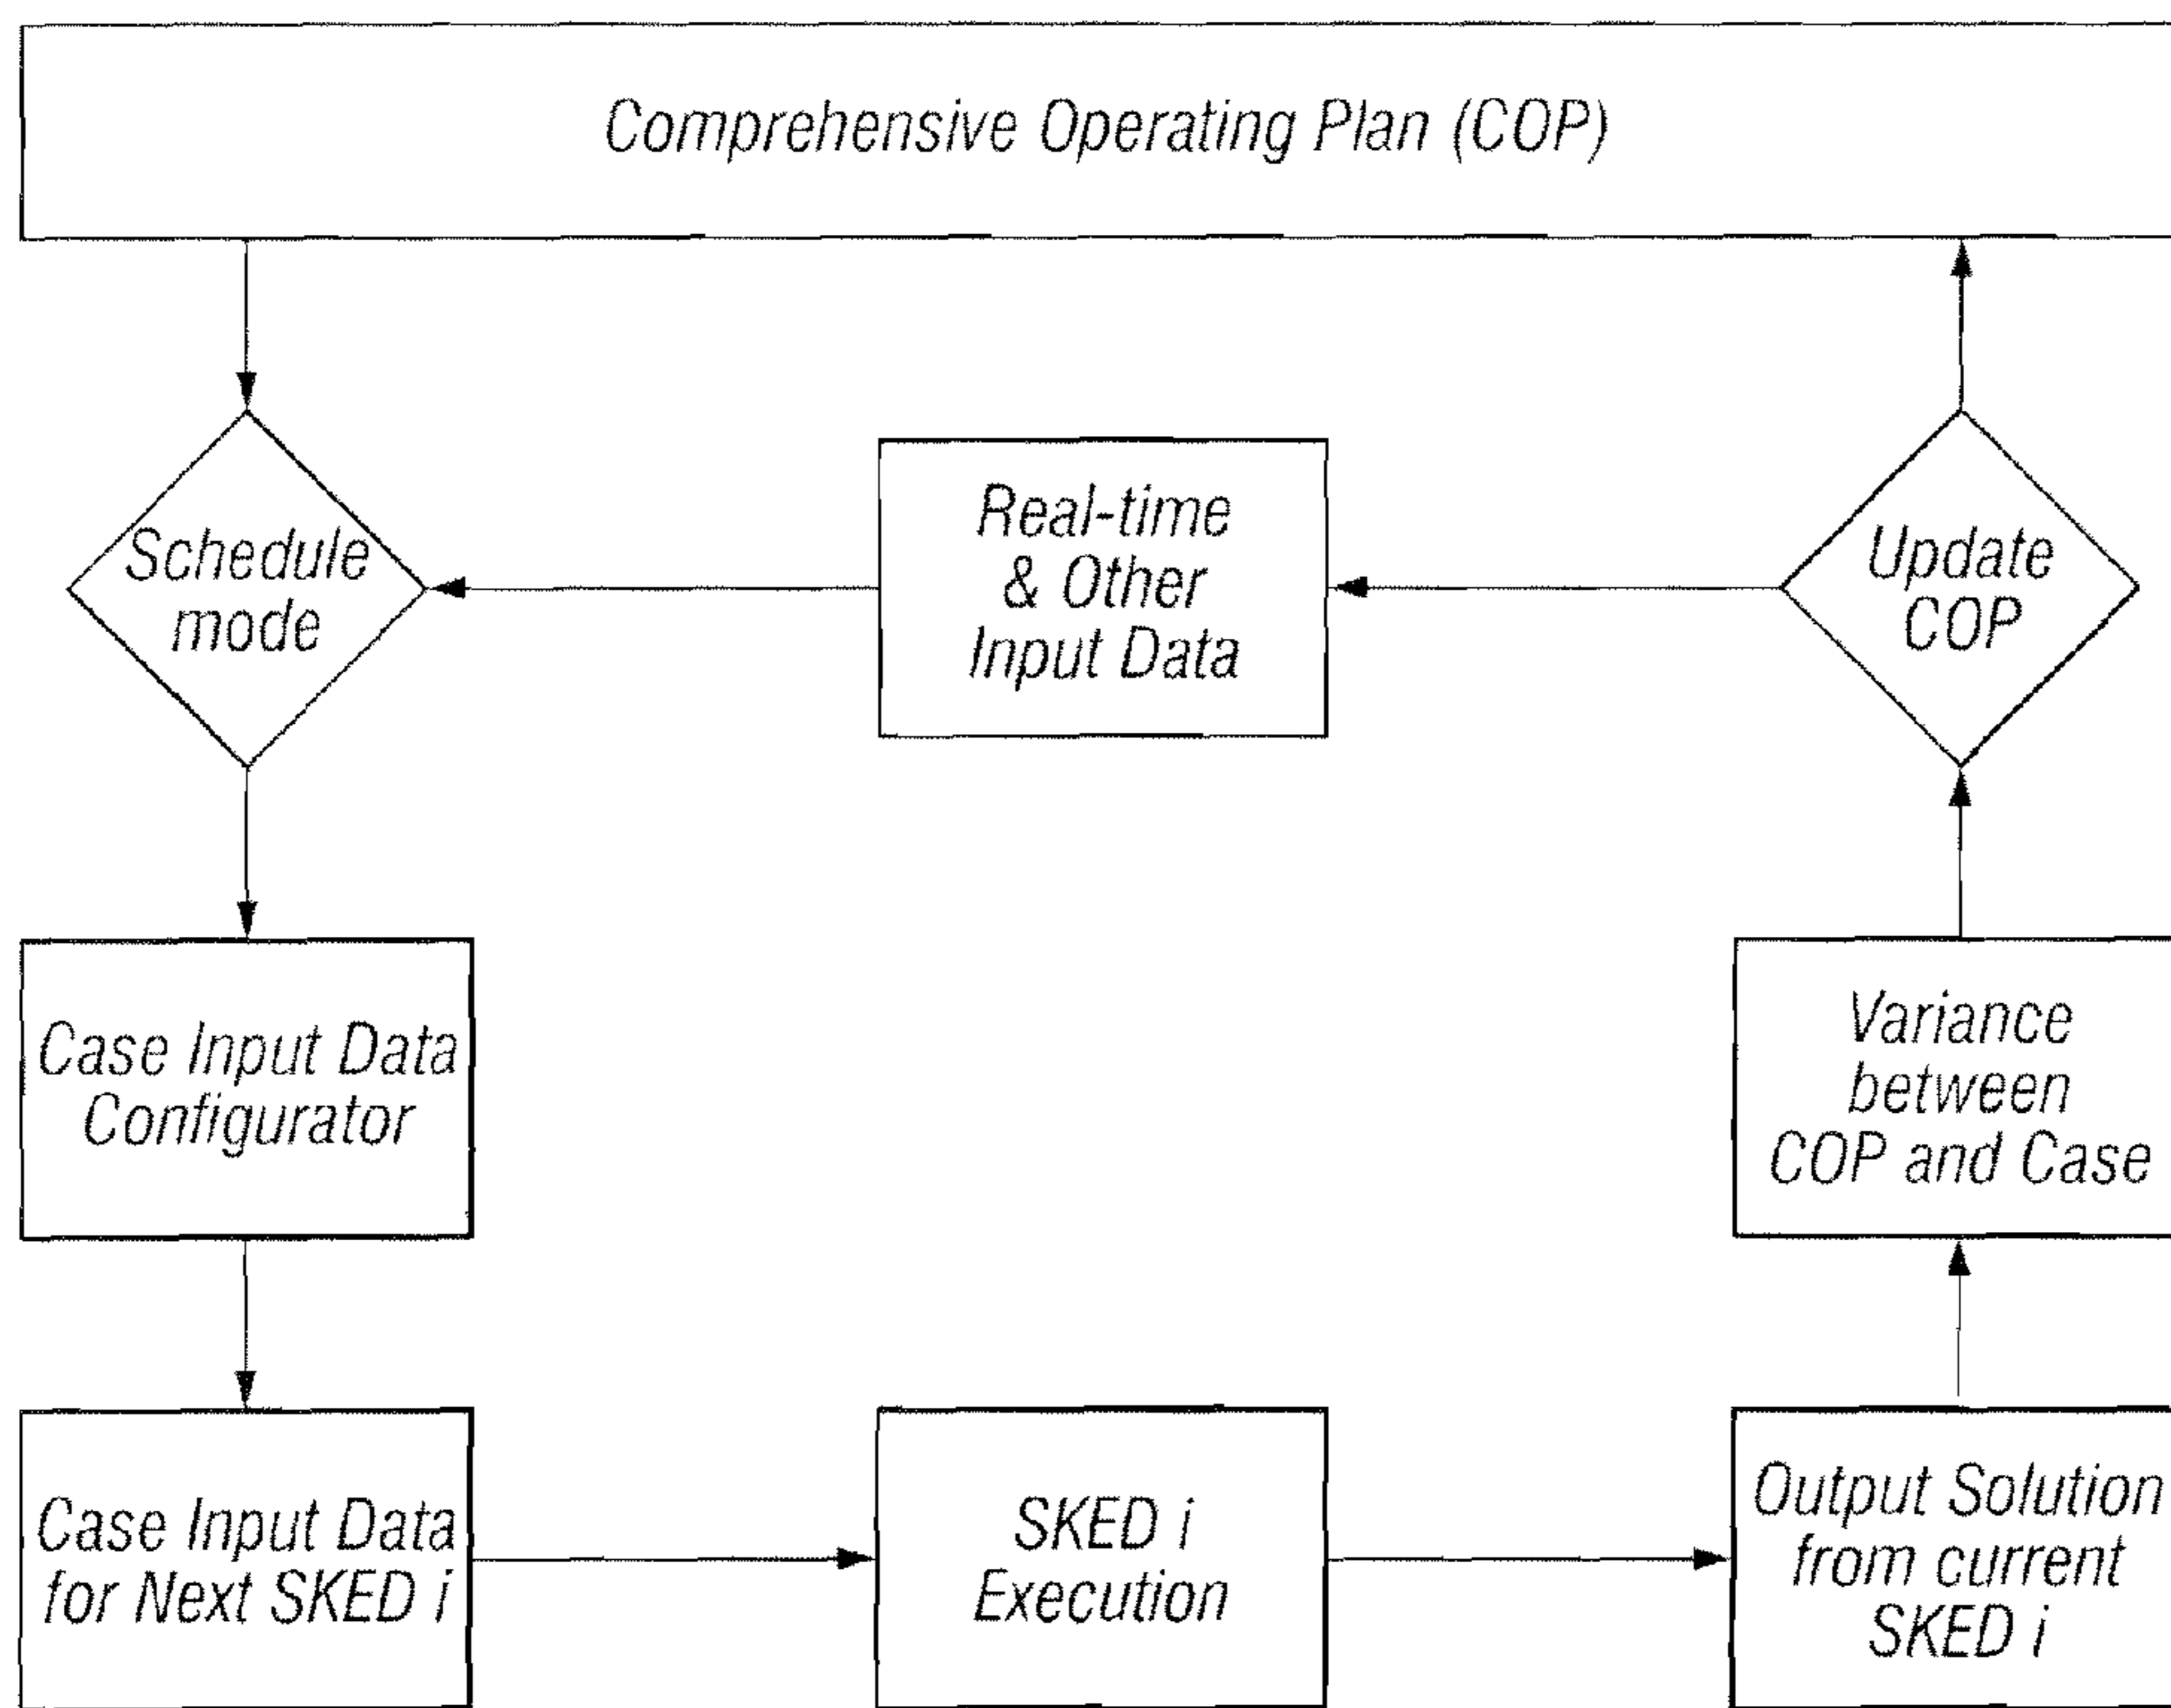 Comprehensive Operating Plan (COP)
Schedule
mode
Real-time
& Other
Input Data
Update
COP
Case Input Data
Configurator
Variance
between
COP and Case
Case Input Data
for Next SKED i
SKED i
Execution
Output Solution
from current
SKED i